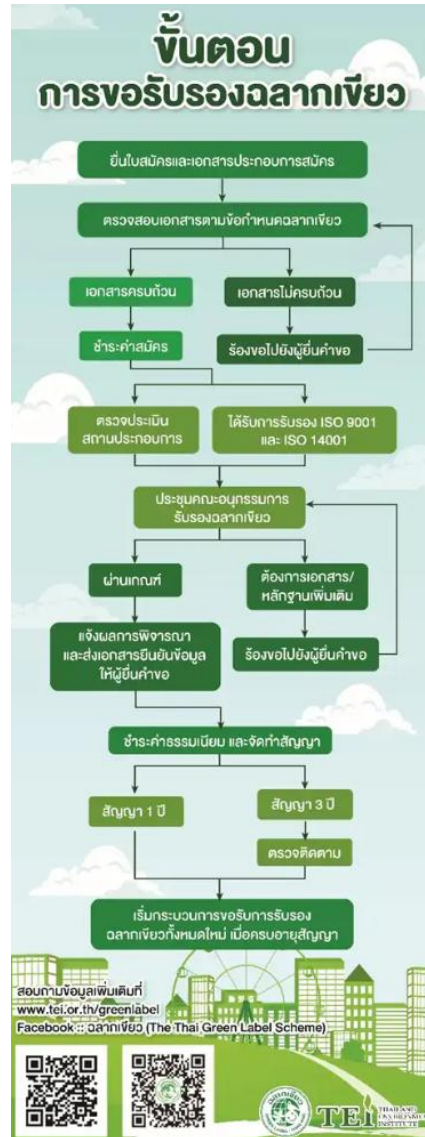 ขั้นตอน
การขอรับรองฉลากเขียว
ยื่นใบสมัครและเอกสารประกอบการสมัคร
ตรวจสอบเอกสารตามข้อกำหนดฉลากเขียว
เอกสารครบถ้วน
เอกสารไม่ครบถ้วน
ชำระค่าสมัคร
ร้องขอไปยังผู้ยื่นคำขอ
ตรวจประเมิน
สถานประกอบการ
ได้รับการรับรอง ISO 9001
และ ISO 14001
ประชุมคณะอนุกรรมการ
รับรองฉลากเขียว
ผ่านเกณฑ์
ต้องการเอกสาร/
หลักฐานเพิ่มเติม
แจ้งผลการพิจารณา
และส่งเอกสารยืนยันข้อมูล
ให้ผู้ยื่นคำขอ
ร้องขอไปยังผู้ยื่นคำขอ
ชำระค่าธรรมเนียม และจัดทำสัญญา
สัญญา 1 ปี
สัญญา 3 ปี
ตรวจติดตาม
เริ่มกระบวนการขอรับการรับรอง
ฉลากเขียวทั้งหมดใหม่ เมื่อครบอายุสัญญา
สอบถามข้อมูลเพิ่มเติมที่
www.tei.or.th/greenlabel
Facebook :: ฉลากเขียว (The Thai Green Label Scheme)
TEi
THAILAND
ENVIRONMENT
INSTITUTE